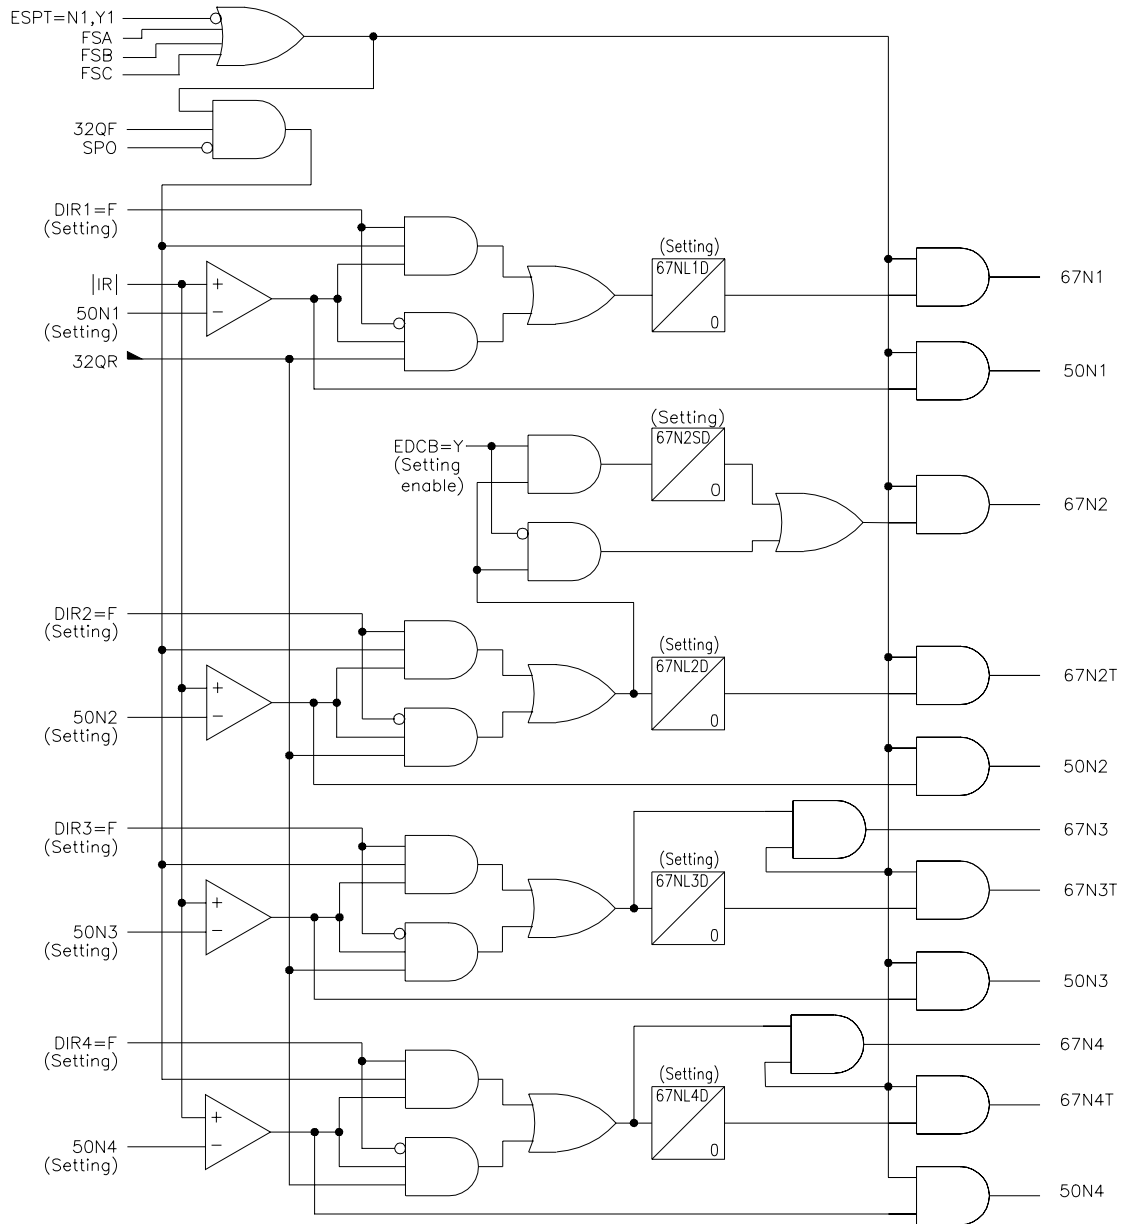 ESPT=N1,Y1
FSA
FSB
FSC
32QF
SPO
DIR1=F
(Setting)
|IR|
50N1
(Setting)
32QR
+
−
(Setting)
67NL1D
0
67N1
50N1
EDCB=Y
(Setting
enable)
(Setting)
67N2SD
0
67N2
DIR2=F
(Setting)
50N2
(Setting)
+
−
(Setting)
67NL2D
0
67N2T
50N2
DIR3=F
(Setting)
50N3
(Setting)
+
−
(Setting)
67NL3D
0
67N3
67N3T
50N3
DIR4=F
(Setting)
50N4
(Setting)
+
−
(Setting)
67NL4D
0
67N4
67N4T
50N4